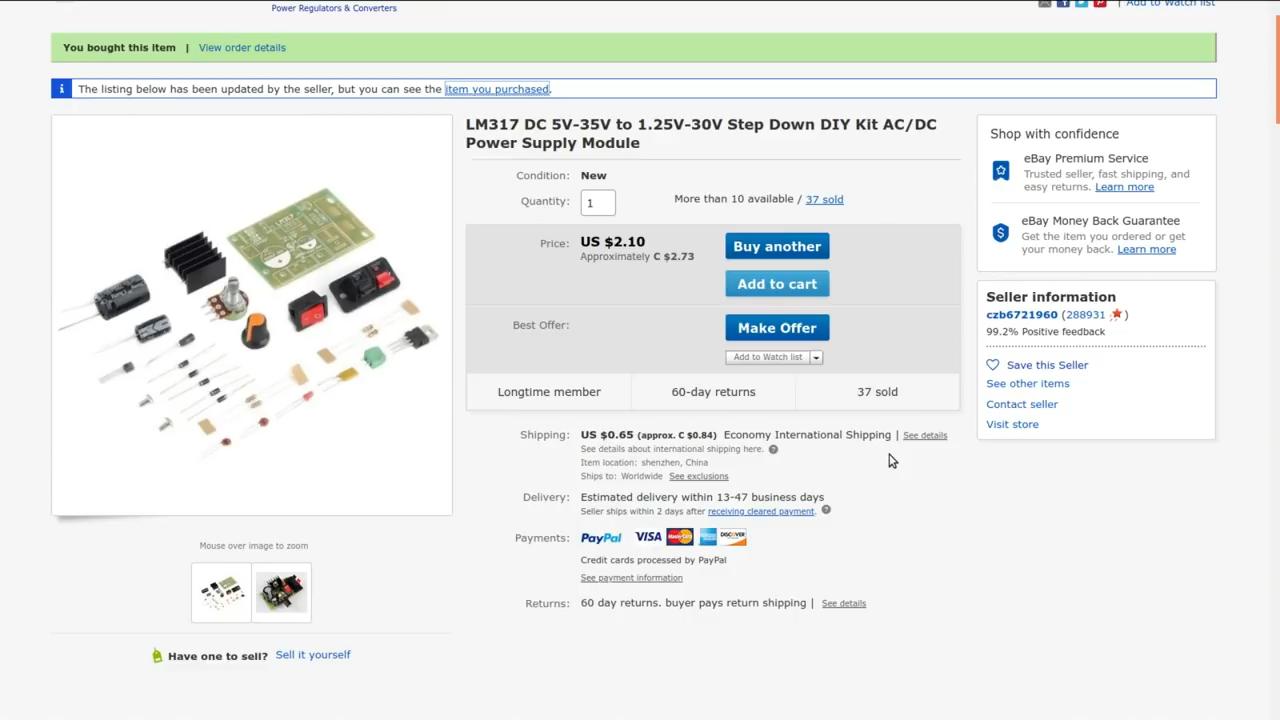 Power Regulators & Converters
Add to Watch list
You bought this item | View order details
i The listing below has been updated by the seller, but you can see the item you purchased.
LM317 DC 5V-35V to 1.25V-30V Step Down DIY Kit AC/DC
Power Supply Module
Condition: New
Quantity: 1 More than 10 available / 37 sold
Price: US $2.10
Approximately C $2.73
Buy another
Add to cart
Best Offer:
Make Offer
Add to Watch list
Longtime member 60-day returns 37 sold
Shipping: US $0.65 (approx. C $0.84) Economy International Shipping | See details
See details about international shipping here. ?
Item location: shenzhen, China
Ships to: Worldwide See exclusions
Delivery: Estimated delivery within 13-47 business days
Seller ships within 2 days after receiving cleared payment. ?
Payments: PayPal VISA MasterCard DISCOVER
Credit cards processed by PayPal
See payment information
Returns: 60 day returns. buyer pays return shipping | See details
Shop with confidence
eBay Premium Service
Trusted seller, fast shipping, and
easy returns. Learn more
eBay Money Back Guarantee
$ Get the item you ordered or get
your money back. Learn more
Seller information
czb6721960 (288931 )
99.2% Positive feedback
Save this Seller
See other items
Contact seller
Visit store
LM317
Mouse over image to zoom
Have one to sell? Sell it yourself